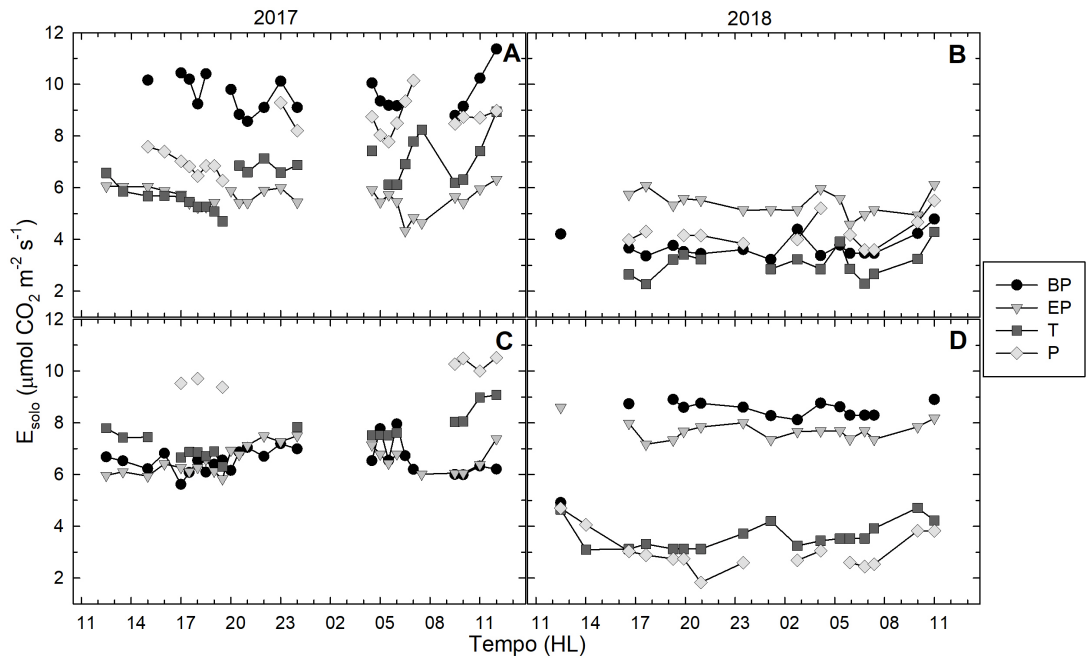 2017
2018
12
10
8
6
4
2
A
B
12
10
8
6
4
2
C
D
E_solo (μmol CO₂ m⁻² s⁻¹)
BP
EP
T
P
11 14 17 20 23 02 05 08 11 14 17 20 23 02 05 08 11
Tempo (HL)